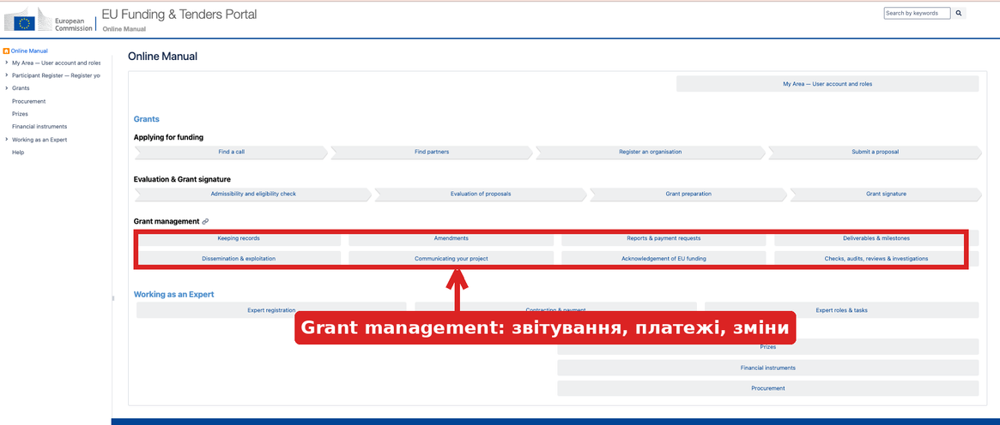 European Commission
EU Funding & Tenders Portal
Online Manual
Search by keywords
Online Manual
My Area — User account and roles
Participant Register — Register yo
Grants
Procurement
Prizes
Financial instruments
Working as an Expert
Help
Online Manual
My Area — User account and roles
Grants
Applying for funding
Find a call
Find partners
Register an organisation
Submit a proposal
Evaluation & Grant signature
Admissibility and eligibility check
Evaluation of proposals
Grant preparation
Grant signature
Grant management
Keeping records
Amendments
Reports & payment requests
Deliverables & milestones
Dissemination & exploitation
Communicating your project
Acknowledgement of EU funding
Checks, audits, reviews & investigations
Working as an Expert
Expert registration
Contracting & payment
Expert roles & tasks
Grant management: звітування, платежі, зміни
Prizes
Financial instruments
Procurement